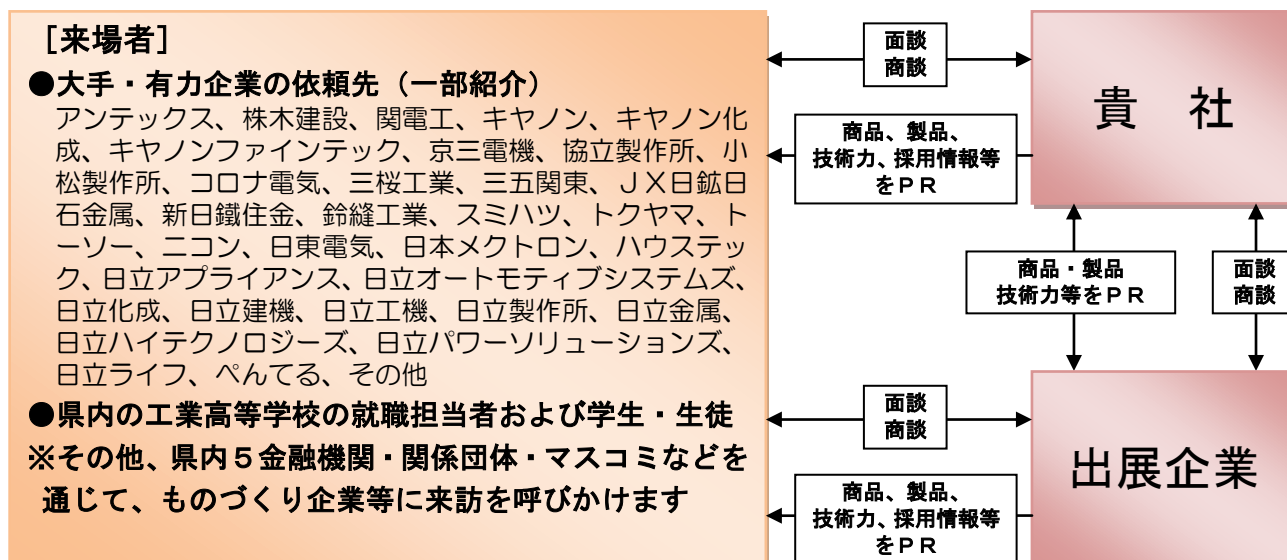 ［来場者］
●大手・有力企業の依頼先（一部紹介）
アンテックス、株木建設、関電工、キヤノン、キヤノン化
成、キヤノンファインテック、京三電機、協立製作所、小
松製作所、コロナ電気、三桜工業、三五関東、ＪＸ日鉱日
石金属、新日鐵住金、鈴縫工業、スミハツ、トクヤマ、ト
ーソー、ニコン、日東電気、日本メクトロン、ハウステッ
ク、日立アプライアンス、日立オートモティブシステムズ、
日立化成、日立建機、日立工機、日立製作所、日立金属、
日立ハイテクノロジーズ、日立パワーソリューションズ、
日立ライフ、ぺんてる、その他
●県内の工業高等学校の就職担当者および学生・生徒
※その他、県内５金融機関・関係団体・マスコミなどを
通じて、ものづくり企業等に来訪を呼びかけます
面談
商談
商品、製品、
技術力、採用情報等
をＰＲ
貴　社
商品・製品
技術力等をＰＲ
面談
商談
面談
商談
商品、製品、
技術力、採用情報等
をＰＲ
出展企業